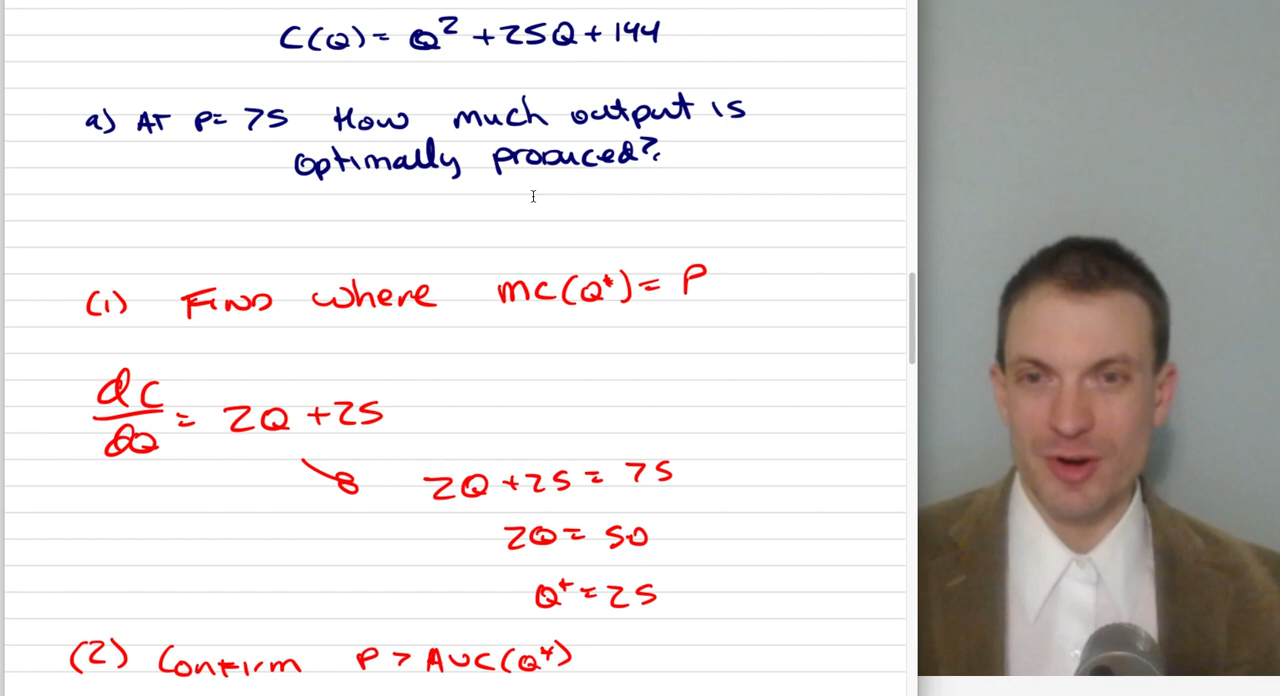 C(Q) = Q² + 25Q + 144
a) AT P = 75 How much output is
optimally produced?
(1) Find where mc(Q*) = P
dC/dQ = 2Q + 25
2Q + 25 = 75
2Q = 50
Q* = 25
(2) Confirm P > AVC(Q*)